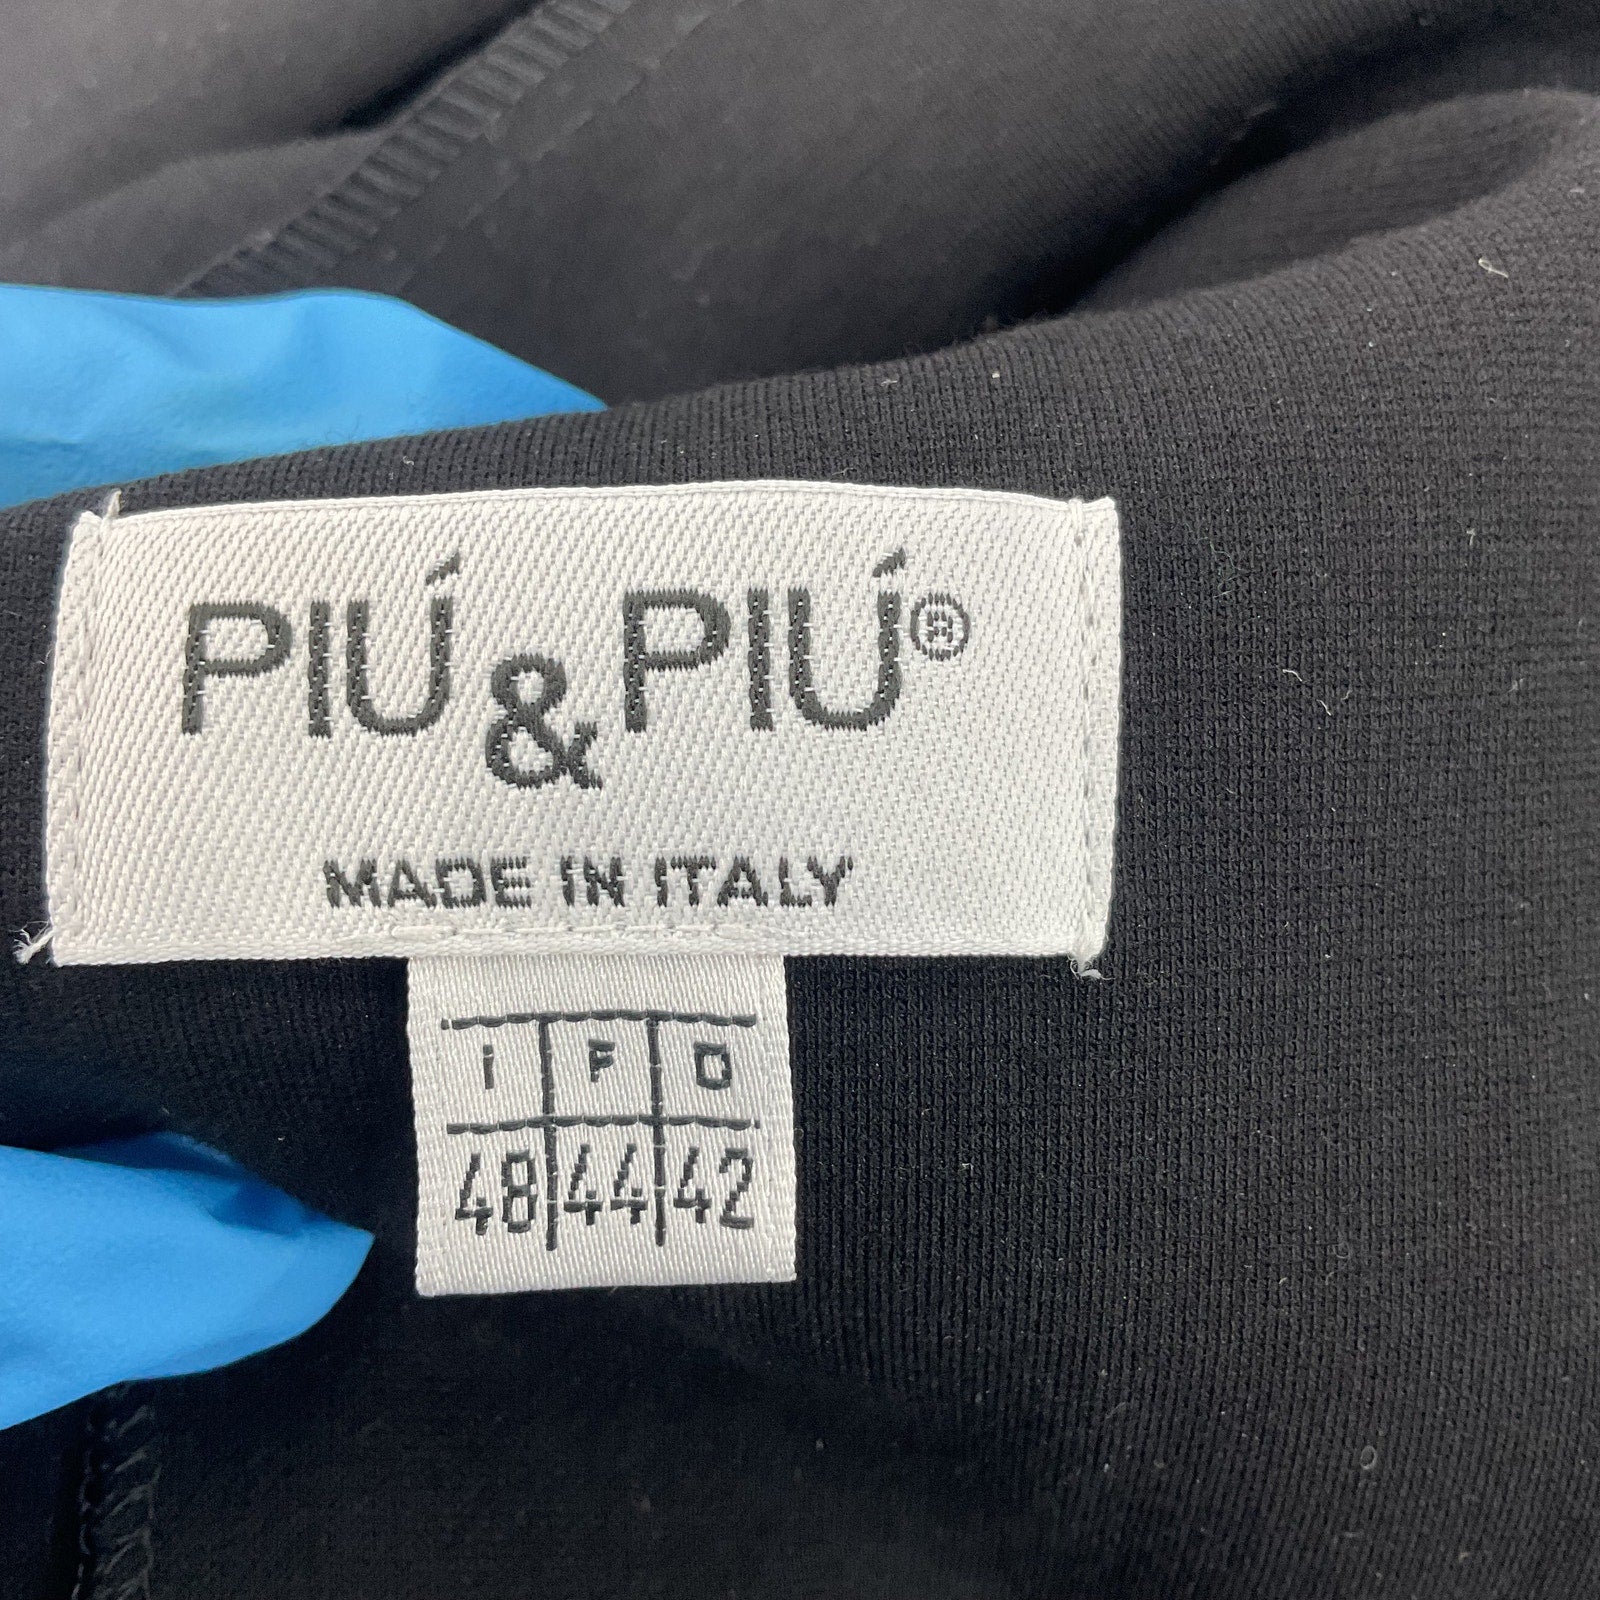 PIÚ & PIÚ®
MADE IN ITALY
I F D
48 44 42